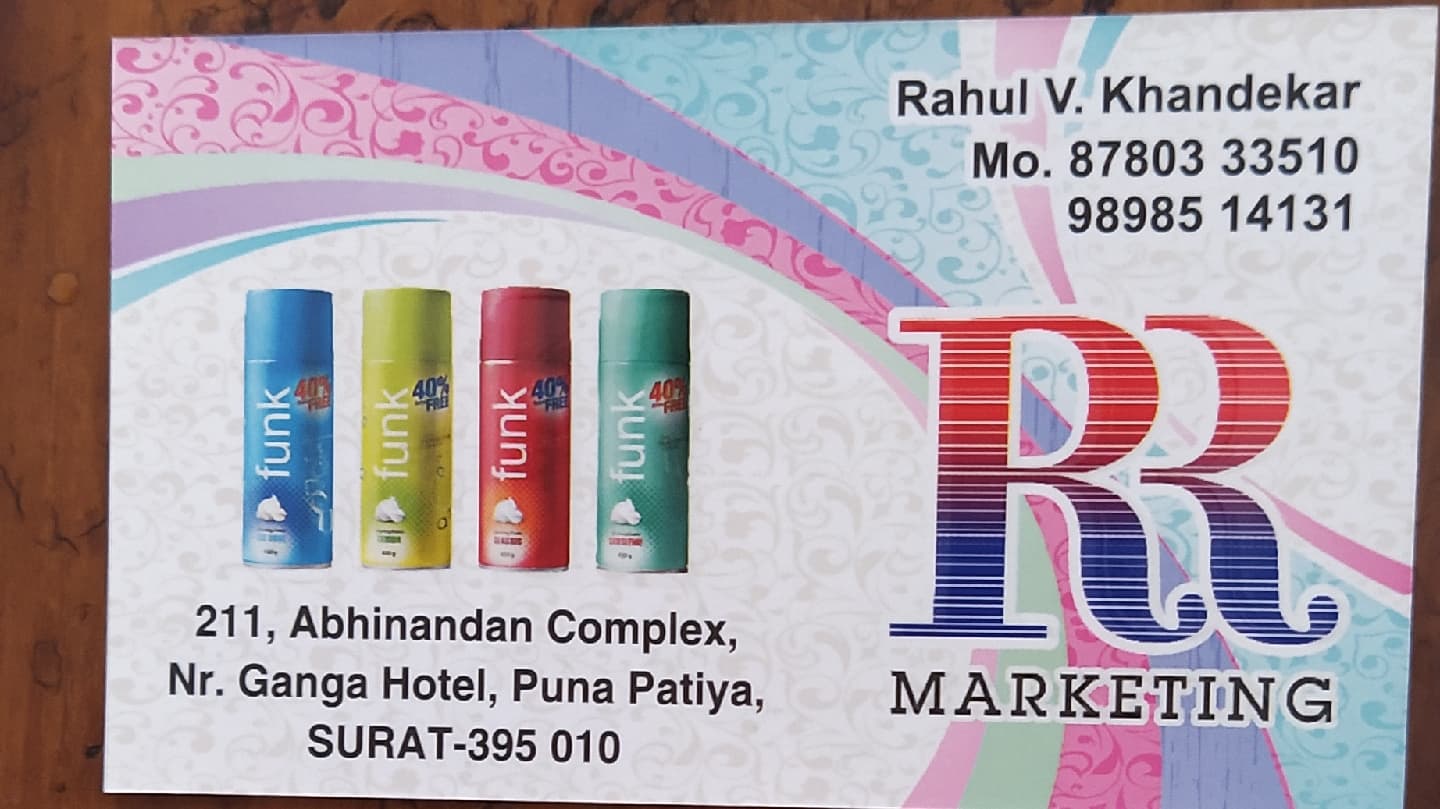 Rahul V. Khandekar
Mo. 87803 33510
98985 14131
funk
40%
FREE
funk
40%
FREE
funk
40%
FREE
funk
40%
FREE
RR
MARKETING
211, Abhinandan Complex,
Nr. Ganga Hotel, Puna Patiya,
SURAT-395 010